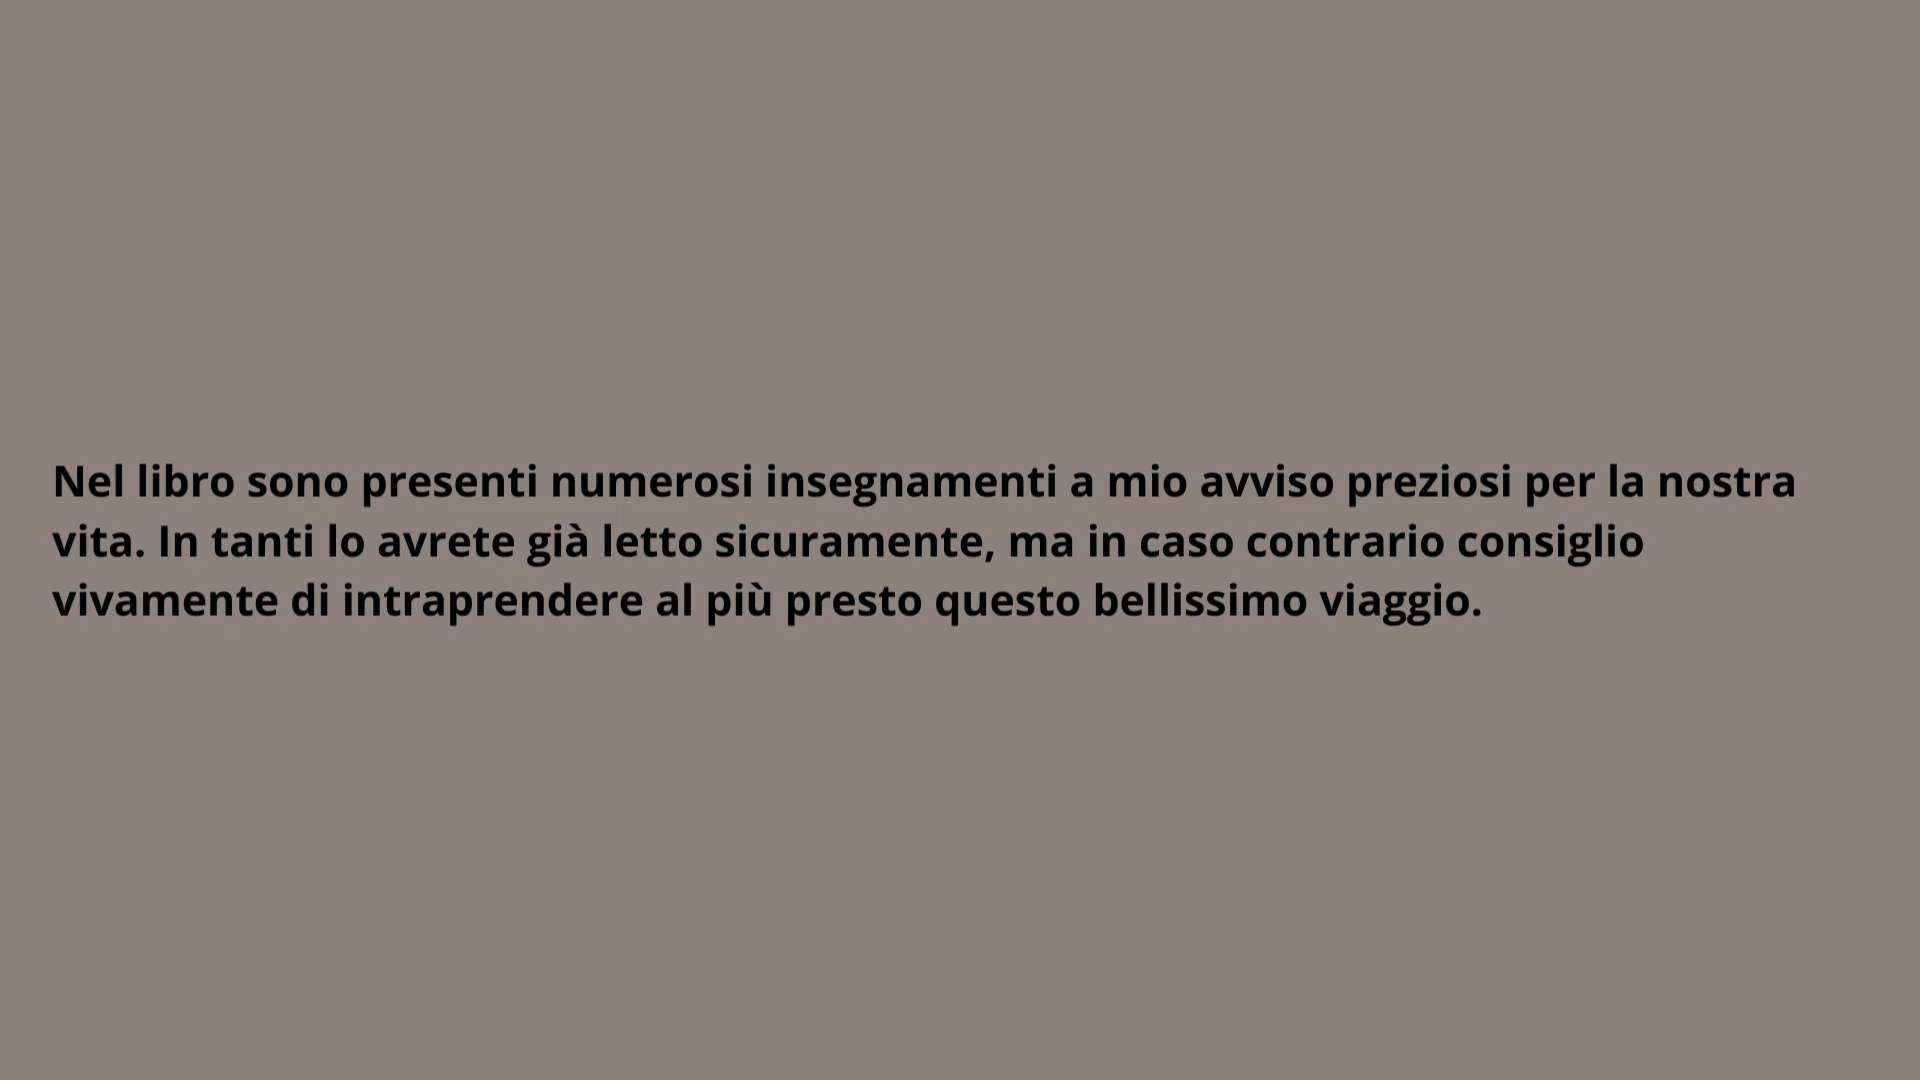 Nel libro sono presenti numerosi insegnamenti a mio avviso preziosi per la nostra
vita. In tanti lo avrete già letto sicuramente, ma in caso contrario consiglio
vivamente di intraprendere al più presto questo bellissimo viaggio.